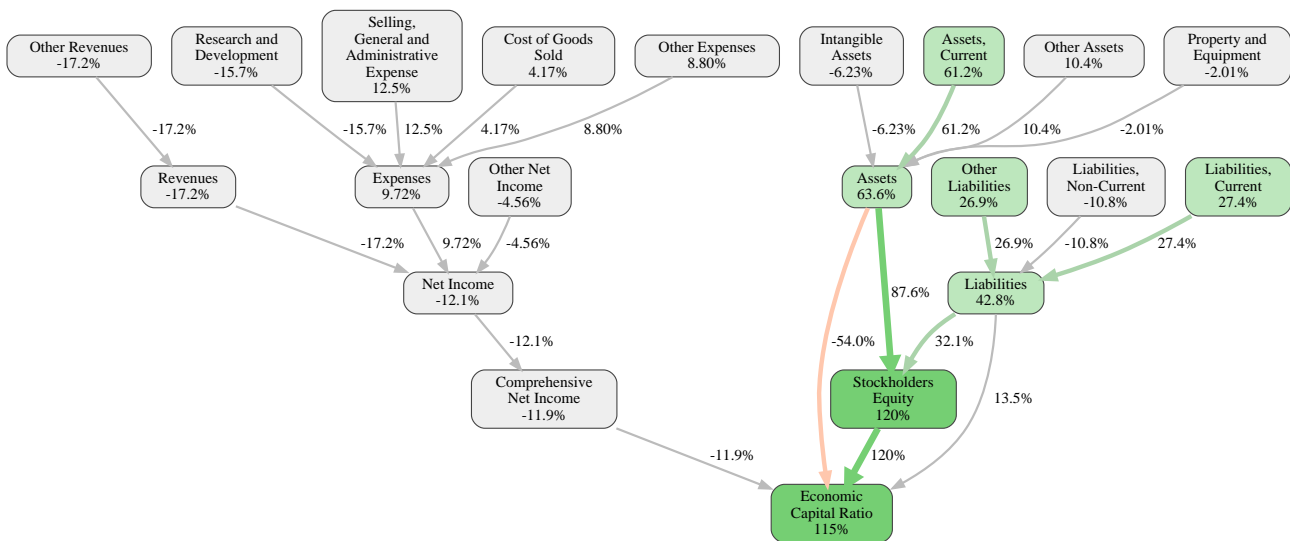 Other Revenues
-17.2%
Research and
Development
-15.7%
Selling,
General and
Administrative
Expense
12.5%
Cost of Goods
Sold
4.17%
Other Expenses
8.80%
Intangible
Assets
-6.23%
Assets,
Current
61.2%
Other Assets
10.4%
Property and
Equipment
-2.01%
-17.2%
-15.7%
12.5%
4.17%
8.80%
-6.23%
61.2%
10.4%
-2.01%
Revenues
-17.2%
Expenses
9.72%
Other Net
Income
-4.56%
Assets
63.6%
Other
Liabilities
26.9%
Liabilities,
Non-Current
-10.8%
Liabilities,
Current
27.4%
-17.2%
9.72%
-4.56%
26.9%
-10.8%
27.4%
Net Income
-12.1%
Liabilities
42.8%
87.6%
-12.1%
-54.0%
32.1%
Comprehensive
Net Income
-11.9%
Stockholders
Equity
120%
13.5%
-11.9%
120%
Economic
Capital Ratio
115%